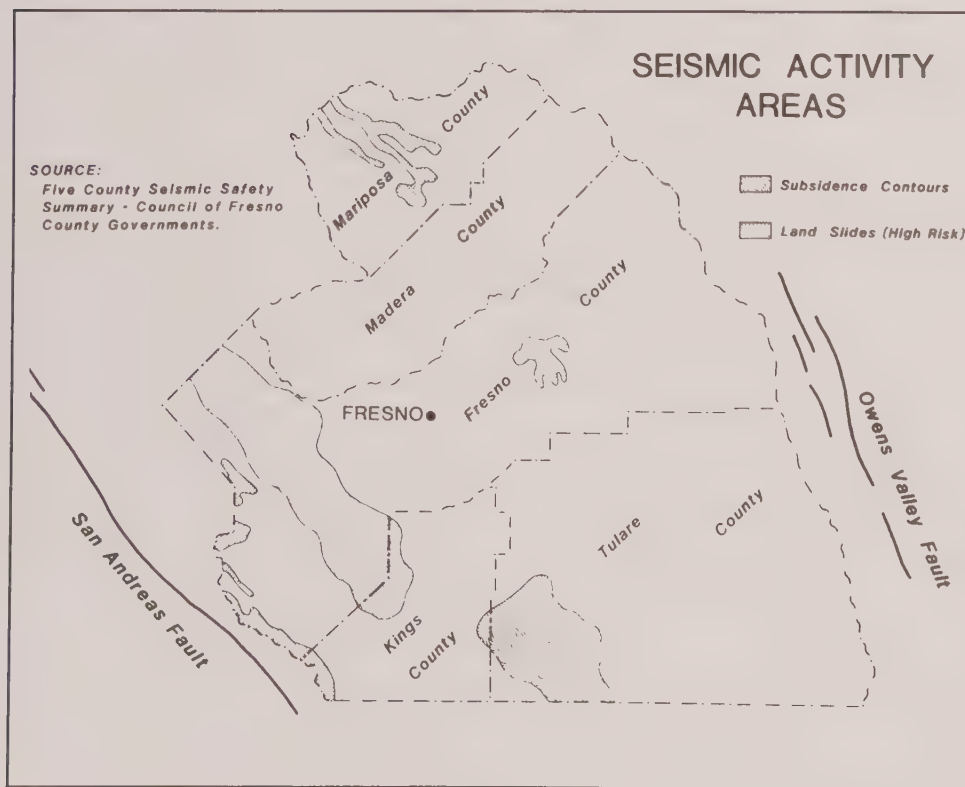 SEISMIC ACTIVITY
AREAS
SOURCE:
Five County Seismic Safety
Summary - Council of Fresno
County Governments.
Subsidence Contours
Land Slides (High Risk)
Mariposa County
Madera County
Fresno County
FRESNO
Tulare County
Kings County
San Andreas Fault
Owens Valley Fault